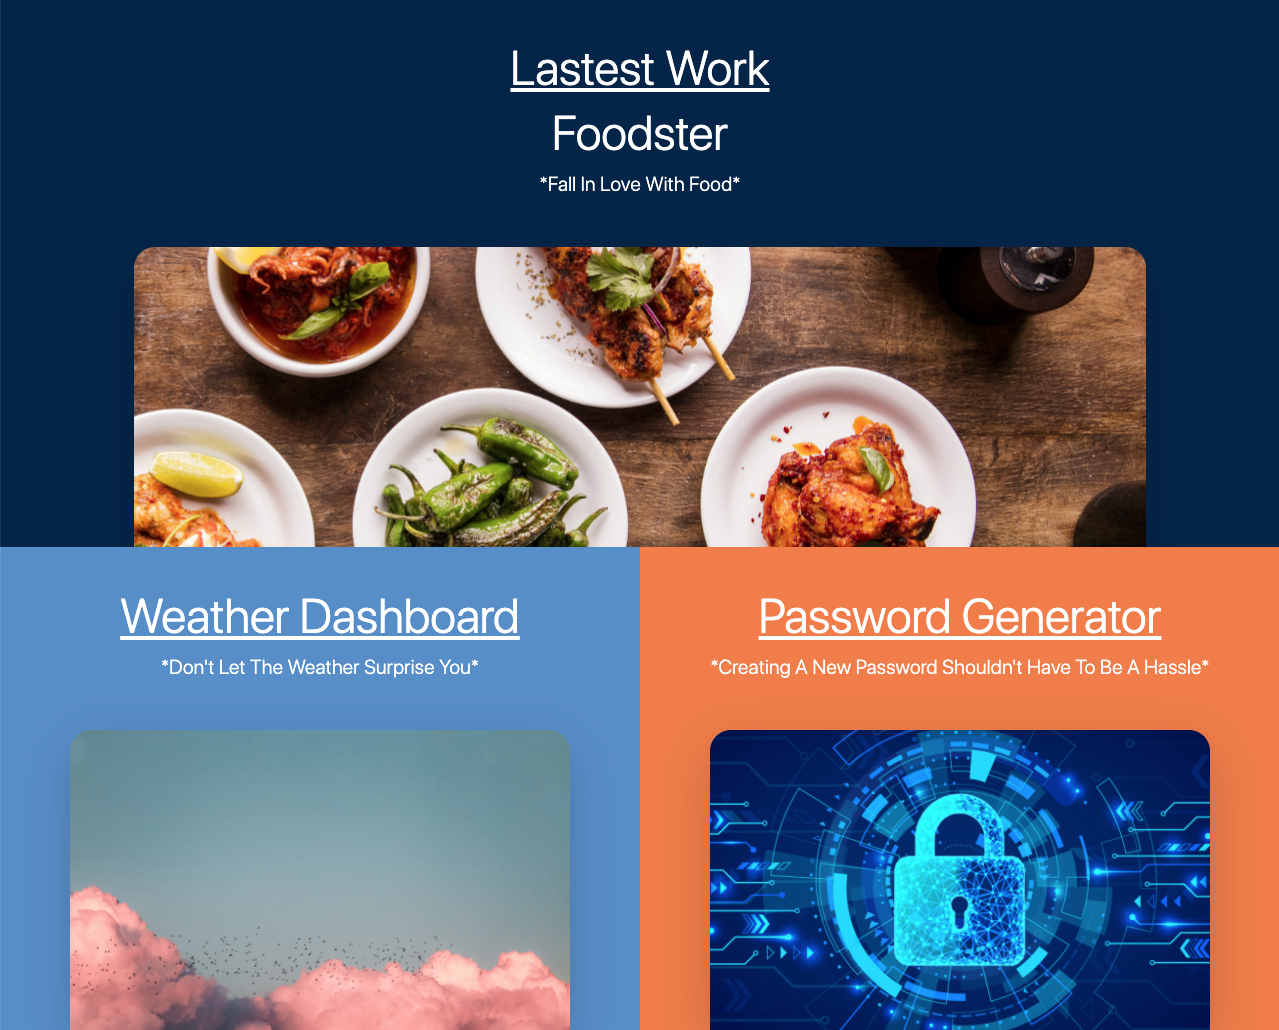 Lastest Work
Foodster
*Fall In Love With Food*
Weather Dashboard
*Don't Let The Weather Surprise You*
Password Generator
*Creating A New Password Shouldn't Have To Be A Hassle*